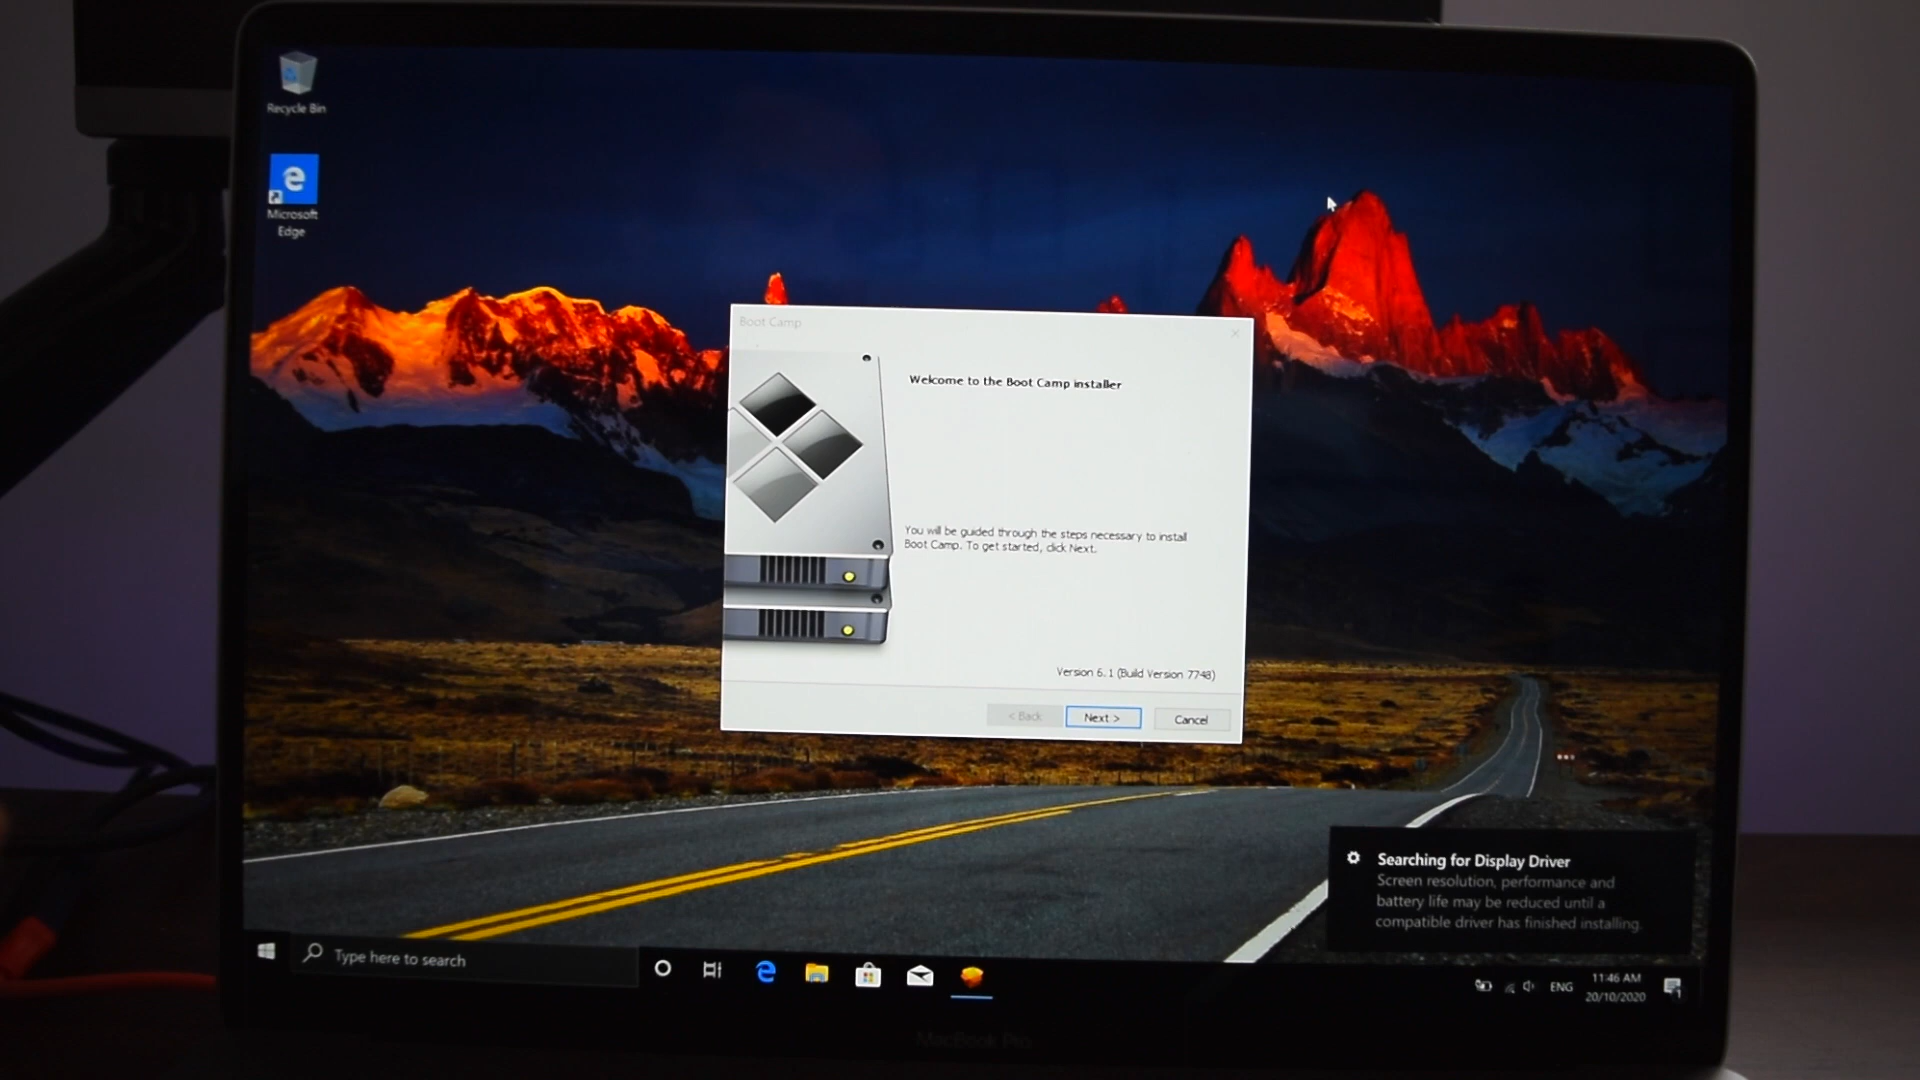 Recycle Bin
Microsoft
Edge
Boot Camp
Welcome to the Boot Camp installer
You will be guided through the steps necessary to install
Boot Camp. To get started, click Next.
Version 6.1 (Build Version 7748)
< Back
Next >
Cancel
Searching for Display Driver
Screen resolution, performance and
battery life may be reduced until a
compatible driver has finished installing.
Type here to search
ENG
11:46 AM
20/10/2020
1
MacBook Pro